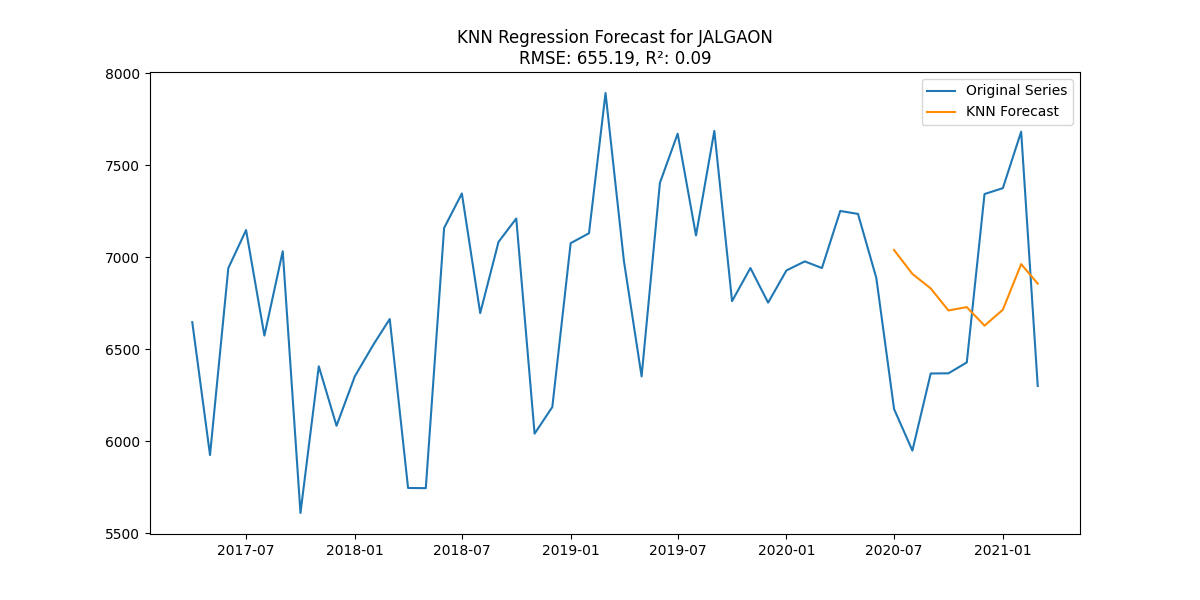 KNN Regression Forecast for JALGAON
RMSE: 655.19, R²: 0.09
Original Series
KNN Forecast
8000
7500
7000
6500
6000
5500
2017-07 2018-01 2018-07 2019-01 2019-07 2020-01 2020-07 2021-01